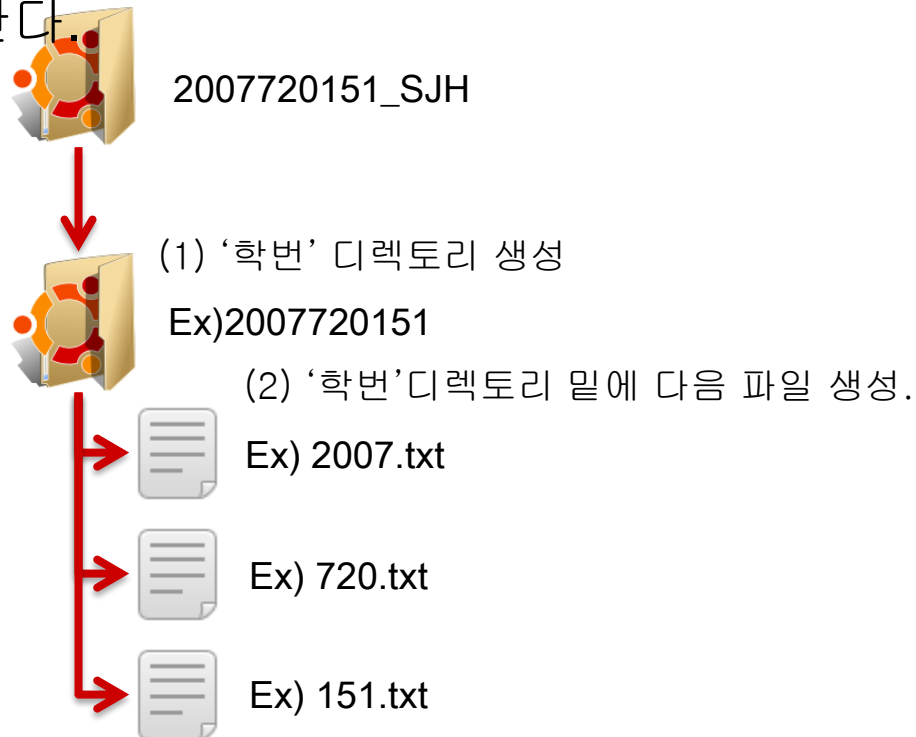 다.
2007720151_SJH
(1) ‘학번’ 디렉토리 생성
Ex)2007720151
(2) ‘학번’디렉토리 밑에 다음 파일 생성.
Ex) 2007.txt
Ex) 720.txt
Ex) 151.txt